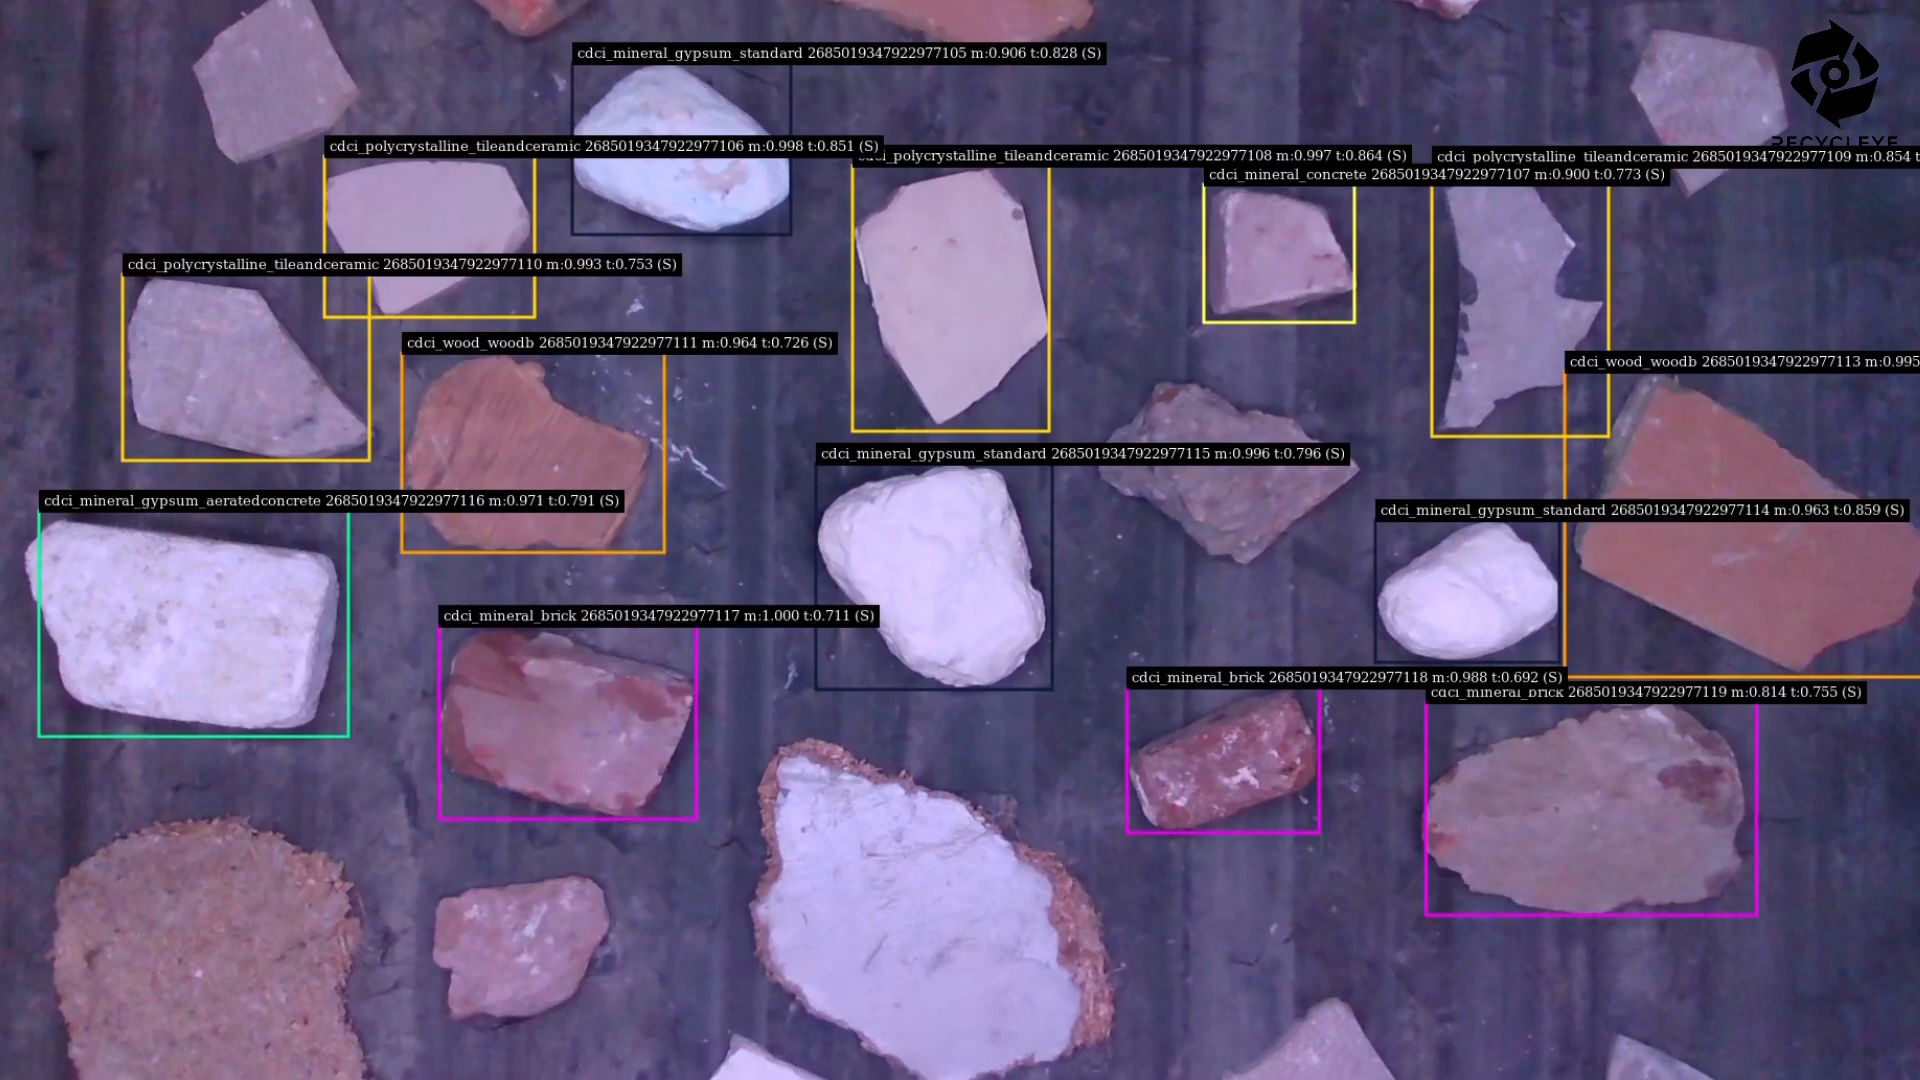 cdci_mineral_gypsum_standard 2685019347922977105 m:0.906 t:0.828 (S)
RECYCLEYE
cdci_polycrystalline_tileandceramic 2685019347922977106 m:0.998 t:0.851 (S)
cdci_polycrystalline_tileandceramic 2685019347922977108 m:0.997 t:0.864 (S)
cdci_polycrystalline_tileandceramic 2685019347922977109 m:0.854 t
cdci_mineral_concrete 2685019347922977107 m:0.900 t:0.773 (S)
cdci_polycrystalline_tileandceramic 2685019347922977110 m:0.993 t:0.753 (S)
cdci_wood_woodb 2685019347922977111 m:0.964 t:0.726 (S)
cdci_wood_woodb 2685019347922977113 m:0.995
cdci_mineral_gypsum_standard 2685019347922977115 m:0.996 t:0.796 (S)
cdci_mineral_gypsum_aeratedconcrete 2685019347922977116 m:0.971 t:0.791 (S)
cdci_mineral_gypsum_standard 2685019347922977114 m:0.963 t:0.859 (S)
cdci_mineral_brick 2685019347922977117 m:1.000 t:0.711 (S)
cdci_mineral_brick 2685019347922977118 m:0.988 t:0.692 (S)
cdci_mineral_brick 2685019347922977119 m:0.814 t:0.755 (S)